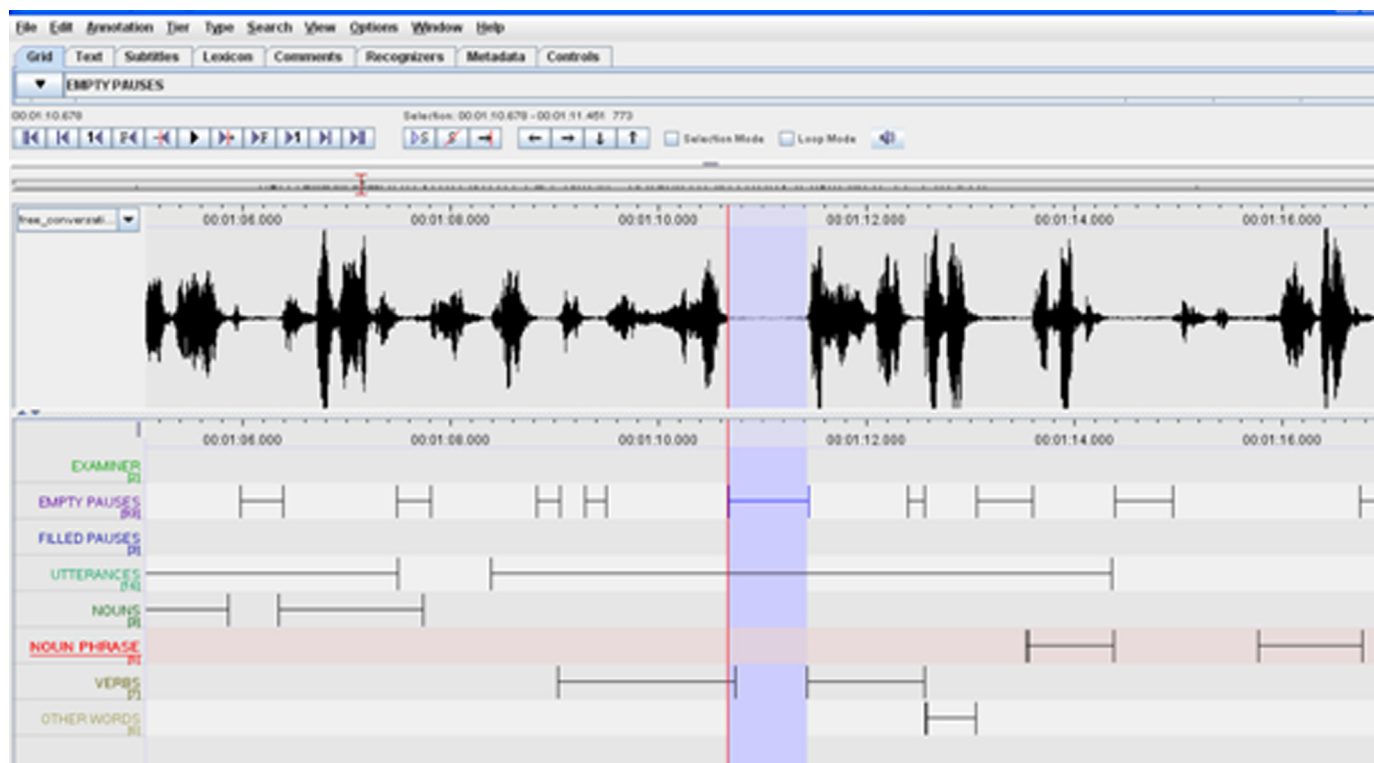 File Edit Annotation Tier Type Search View Options Window Help
Grid Text Subtitles Lexicon Comments Recognizers Metadata Controls
EMPTY PAUSES
00:01:10.678 Selection: 00:01:10.678 - 00:01:11.451 773
Selection Mode Loop Mode
free_conversati...
00:01:06.000 00:01:08.000 00:01:10.000 00:01:12.000 00:01:14.000 00:01:16.000
00:01:06.000 00:01:08.000 00:01:10.000 00:01:12.000 00:01:14.000 00:01:16.000
EXAMINER
EMPTY PAUSES
FILLED PAUSES
UTTERANCES
NOUNS
NOUN PHRASE
VERBS
OTHER WORDS